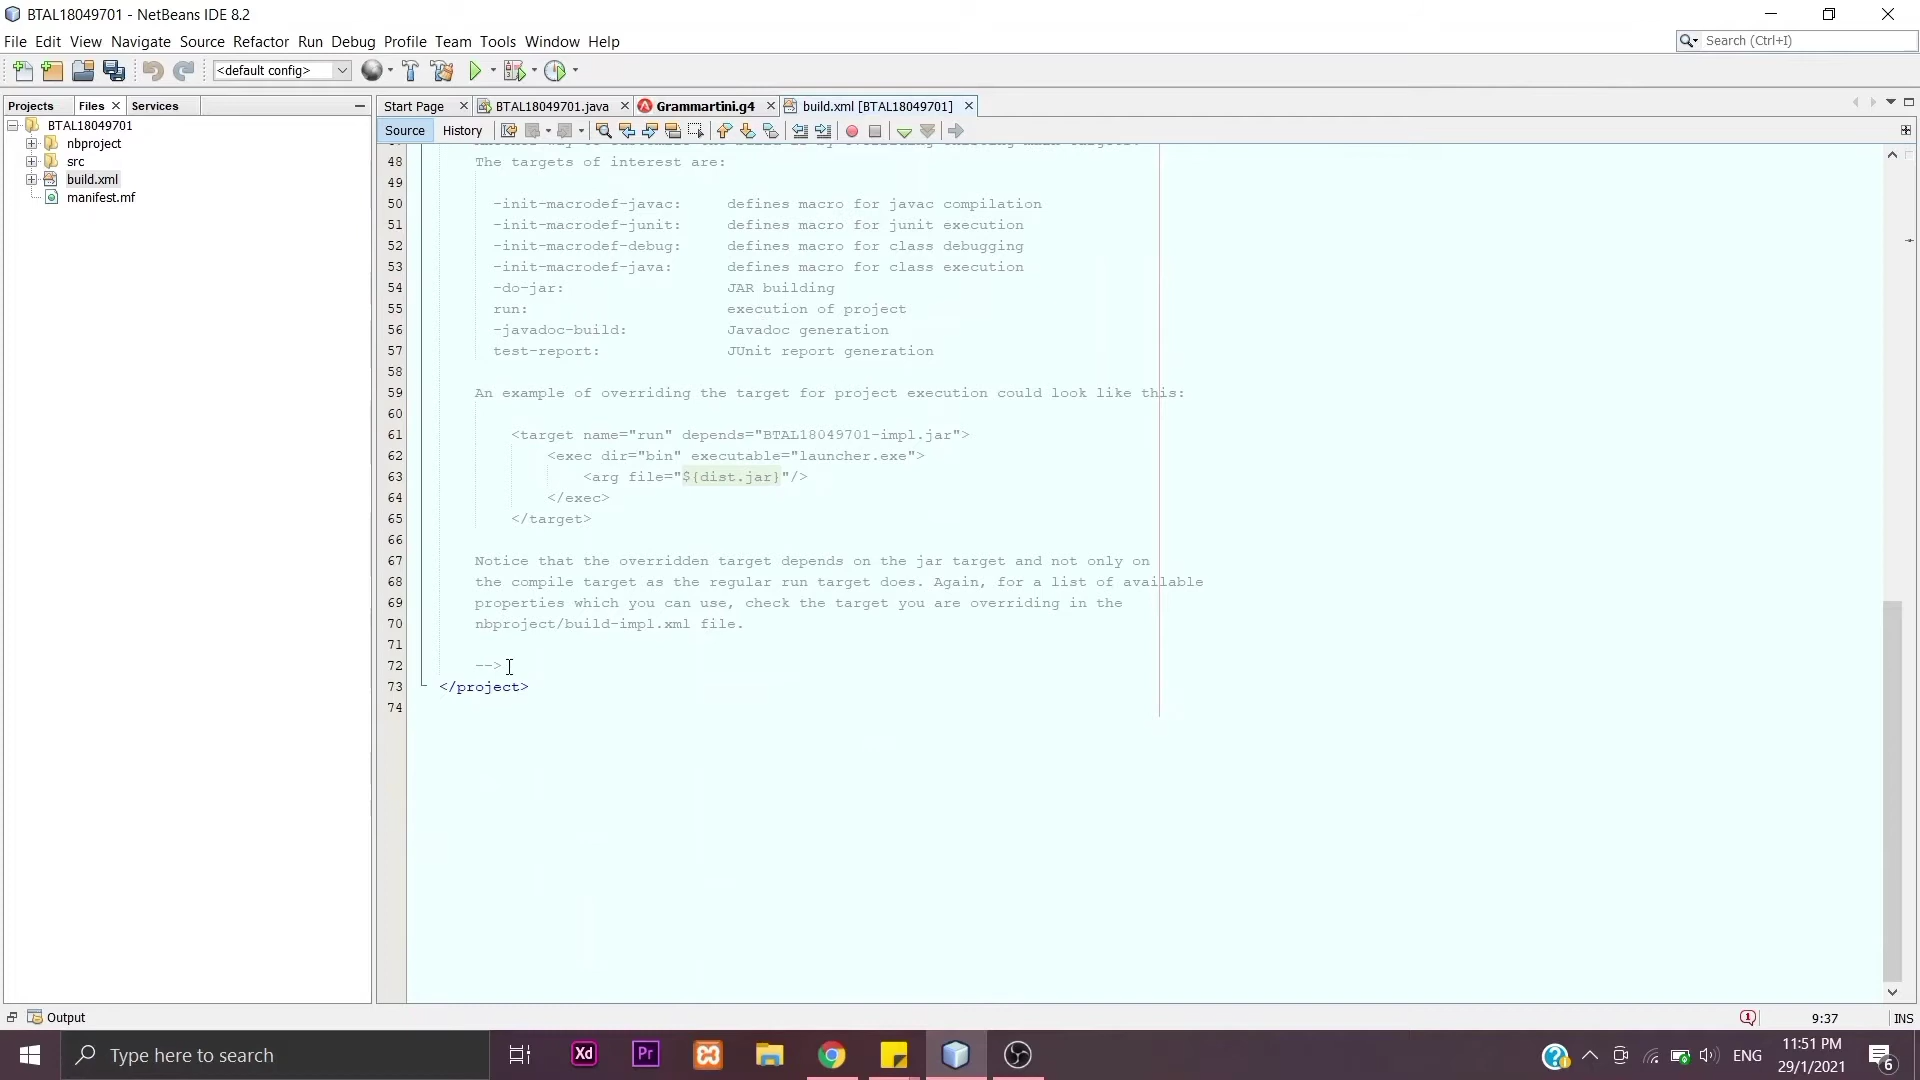 BTAL18049701 - NetBeans IDE 8.2
File Edit View Navigate Source Refactor Run Debug Profile Team Tools Window Help
Search (Ctrl+I)
<default config>
Projects Files Services
Start Page BTAL18049701.java Grammartini.g4 build.xml [BTAL18049701]
BTAL18049701
nbproject
src
build.xml
manifest.mf
Source History
48 The targets of interest are:
49
50 -init-macrodef-javac: defines macro for javac compilation
51 -init-macrodef-junit: defines macro for junit execution
52 -init-macrodef-debug: defines macro for class debugging
53 -init-macrodef-java: defines macro for class execution
54 -do-jar: JAR building
55 run: execution of project
56 -javadoc-build: Javadoc generation
57 test-report: JUnit report generation
58
59 An example of overriding the target for project execution could look like this:
60
61 <target name="run" depends="BTAL18049701-impl.jar">
62 <exec dir="bin" executable="launcher.exe">
63 <arg file="${dist.jar}"/>
64 </exec>
65 </target>
66
67 Notice that the overridden target depends on the jar target and not only on
68 the compile target as the regular run target does. Again, for a list of available
69 properties which you can use, check the target you are overriding in the
70 nbproject/build-impl.xml file.
71
72 -->
73 </project>
74
Output
1
9:37 INS
Type here to search
Xd
Pr
ENG
11:51 PM
29/1/2021
6